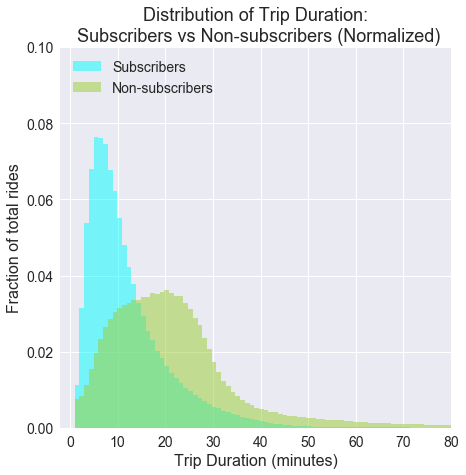 Distribution of Trip Duration:
Subscribers vs Non-subscribers (Normalized)
Subscribers
Non-subscribers
Fraction of total rides
0.10
0.08
0.06
0.04
0.02
0.00
0 10 20 30 40 50 60 70 80
Trip Duration (minutes)